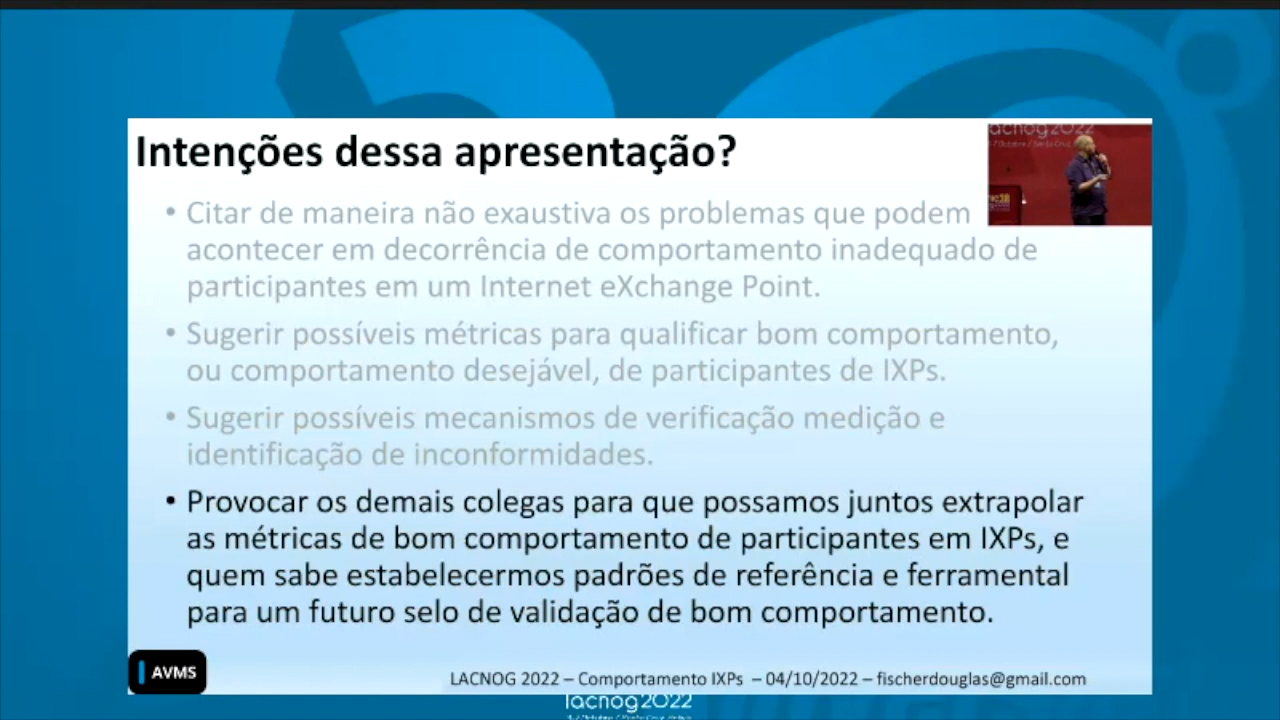 Intenções dessa apresentação?
lacnog2022
• Citar de maneira não exaustiva os problemas que podem
acontecer em decorrência de comportamento inadequado de
participantes em um Internet eXchange Point.
• Sugerir possíveis métricas para qualificar bom comportamento,
ou comportamento desejável, de participantes de IXPs.
• Sugerir possíveis mecanismos de verificação medição e
identificação de inconformidades.
• Provocar os demais colegas para que possamos juntos extrapolar
as métricas de bom comportamento de participantes em IXPs, e
quem sabe estabelecermos padrões de referência e ferramental
para um futuro selo de validação de bom comportamento.
AVMS
LACNOG 2022 – Comportamento IXPs – 04/10/2022 – fischerdouglas@gmail.com
lacnog2022